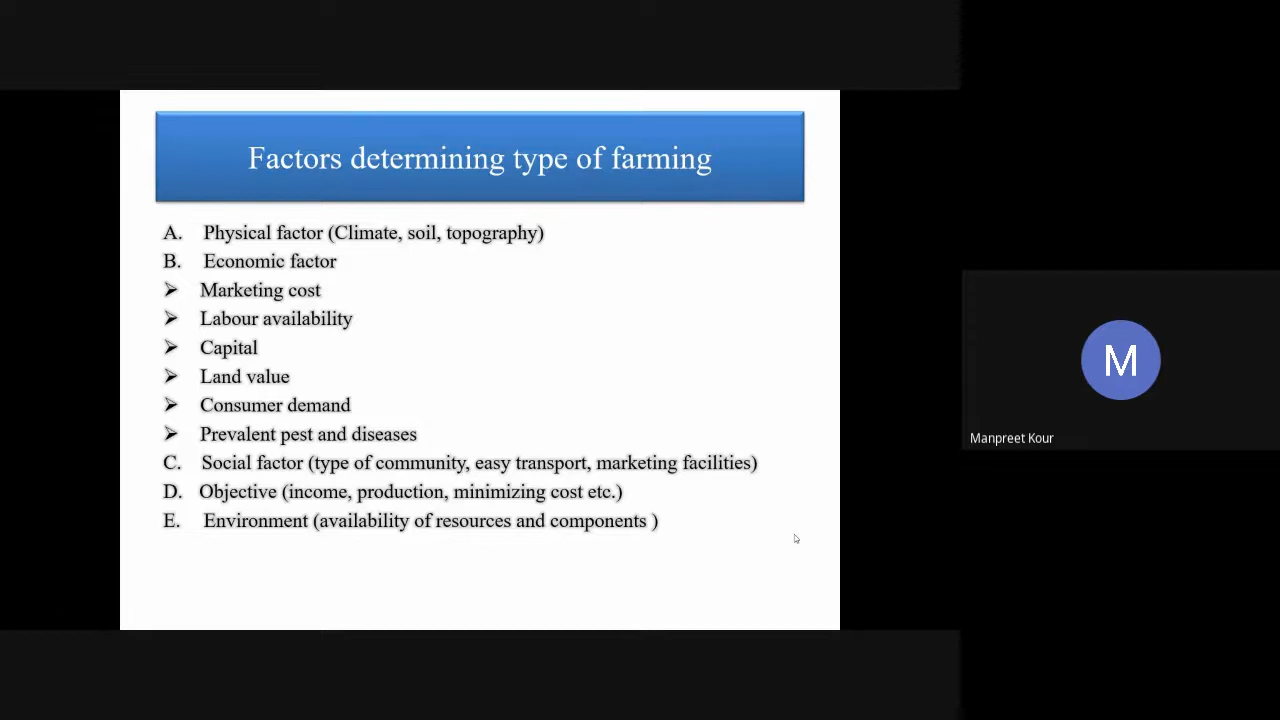 Factors determining type of farming
A. Physical factor (Climate, soil, topography)
B. Economic factor
➢ Marketing cost
➢ Labour availability
➢ Capital
➢ Land value
➢ Consumer demand
➢ Prevalent pest and diseases
C. Social factor (type of community, easy transport, marketing facilities)
D. Objective (income, production, minimizing cost etc.)
E. Environment (availability of resources and components )
M
Manpreet Kour